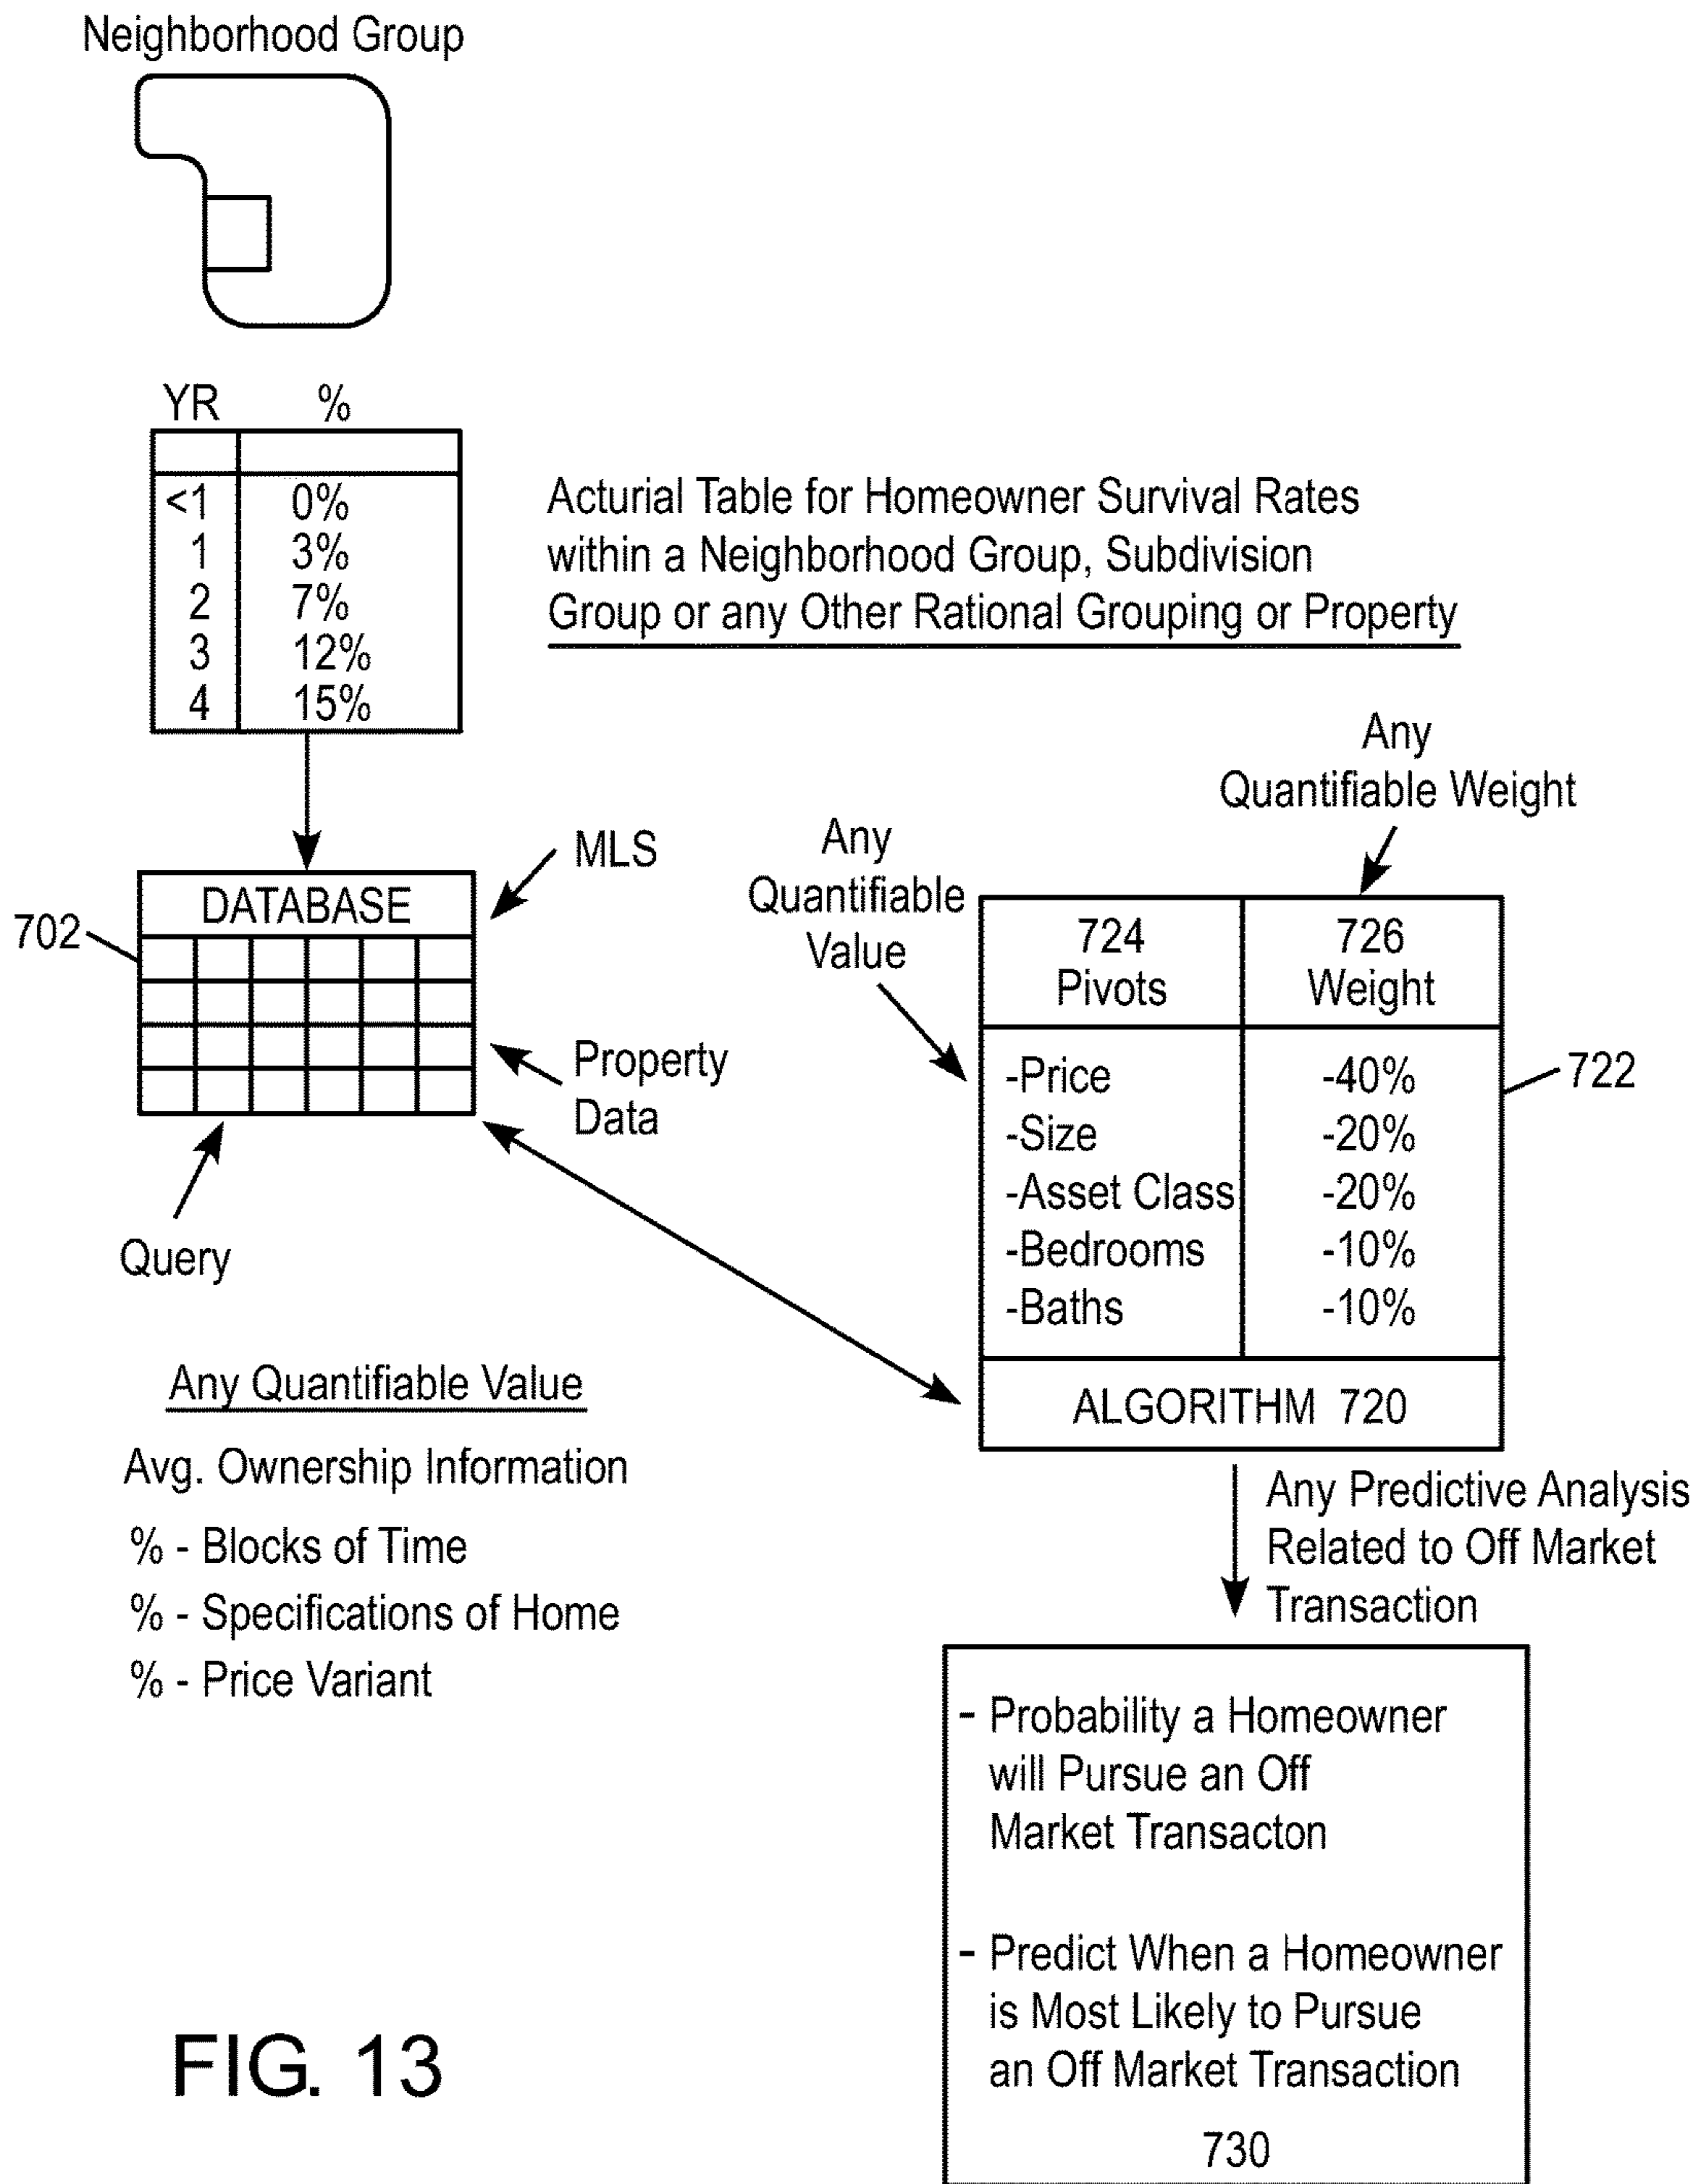 Neighborhood Group
YR %
<1 0%
1 3%
2 7%
3 12%
4 15%
Acturial Table for Homeowner Survival Rates
within a Neighborhood Group, Subdivision
Group or any Other Rational Grouping or Property
DATABASE
702
MLS
Property
Data
Query
Any
Quantifiable
Value
Any
Quantifiable Weight
724 726
Pivots Weight
-Price -40%
-Size -20%
-Asset Class -20%
-Bedrooms -10%
-Baths -10%
722
ALGORITHM 720
Any Quantifiable Value
Avg. Ownership Information
% - Blocks of Time
% - Specifications of Home
% - Price Variant
Any Predictive Analysis
Related to Off Market
Transaction
- Probability a Homeowner
will Pursue an Off
Market Transacton
- Predict When a Homeowner
is Most Likely to Pursue
an Off Market Transaction
730
FIG. 13